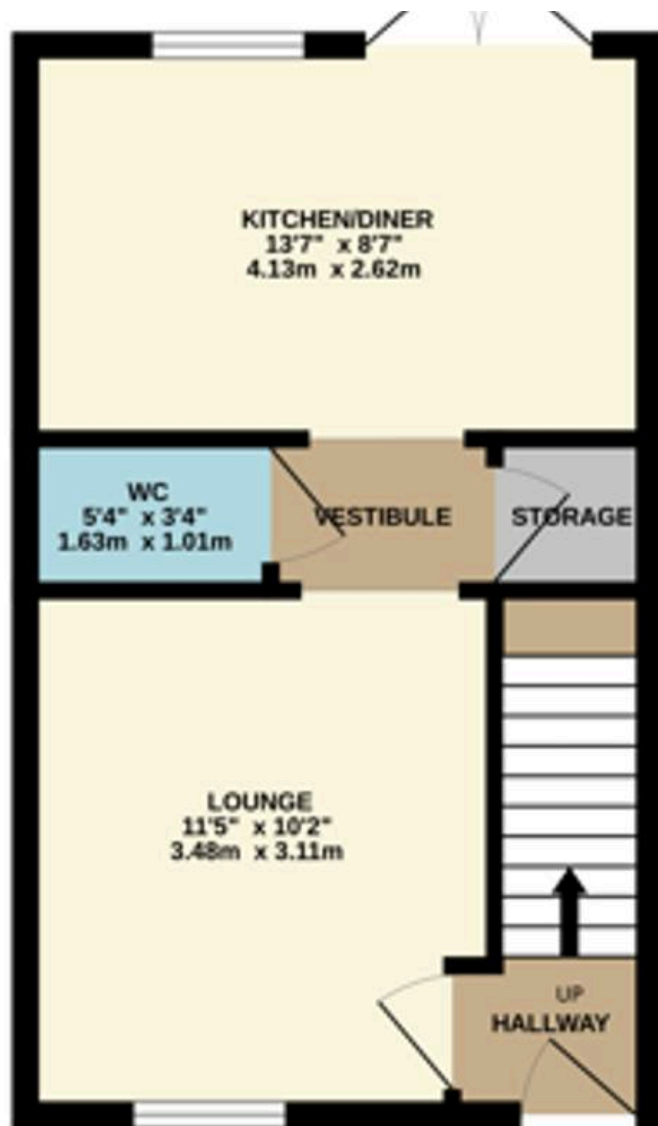 KITCHEN/DINER
13'7" x 8'7"
4.13m x 2.62m
WC
5'4" x 3'4"
1.63m x 1.01m
VESTIBULE
STORAGE
LOUNGE
11'5" x 10'2"
3.48m x 3.11m
UP
HALLWAY